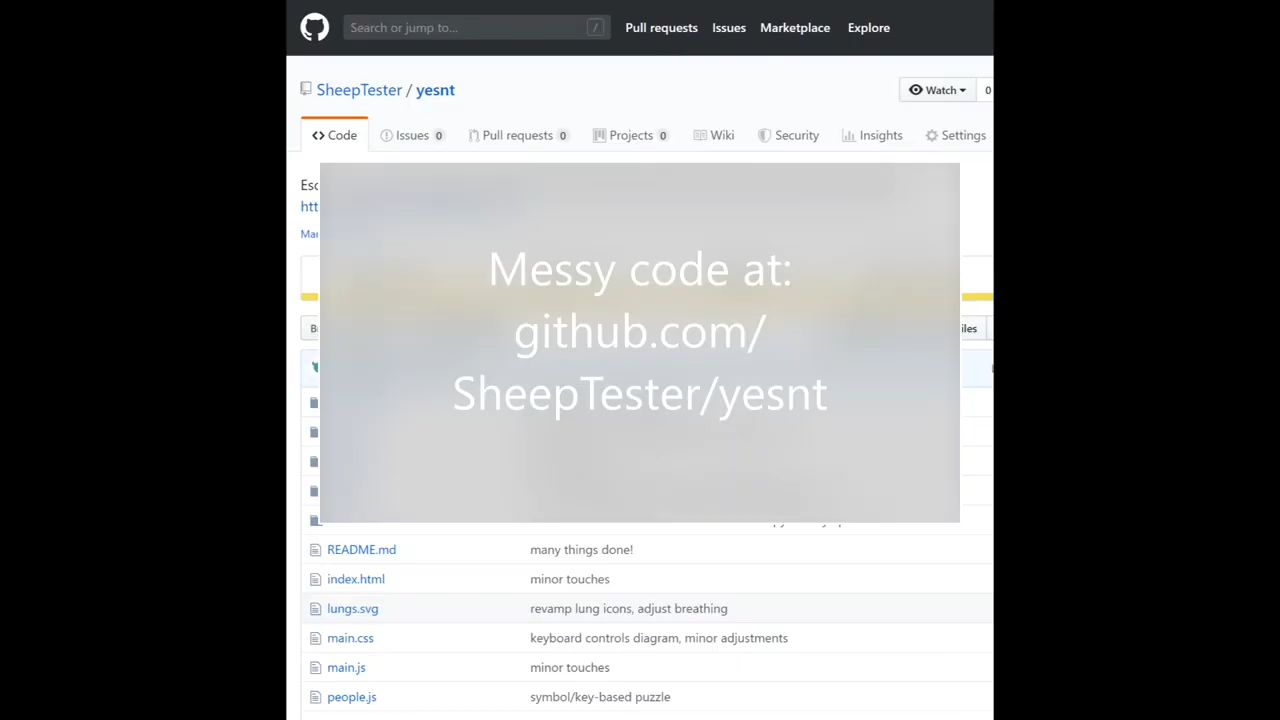 Search or jump to... /
Pull requests Issues Marketplace Explore
SheepTester / yesnt
Watch 0
Code Issues 0 Pull requests 0 Projects 0 Wiki Security Insights Settings
Messy code at:
github.com/
SheepTester/yesnt
README.md many things done!
index.html minor touches
lungs.svg revamp lung icons, adjust breathing
main.css keyboard controls diagram, minor adjustments
main.js minor touches
people.js symbol/key-based puzzle